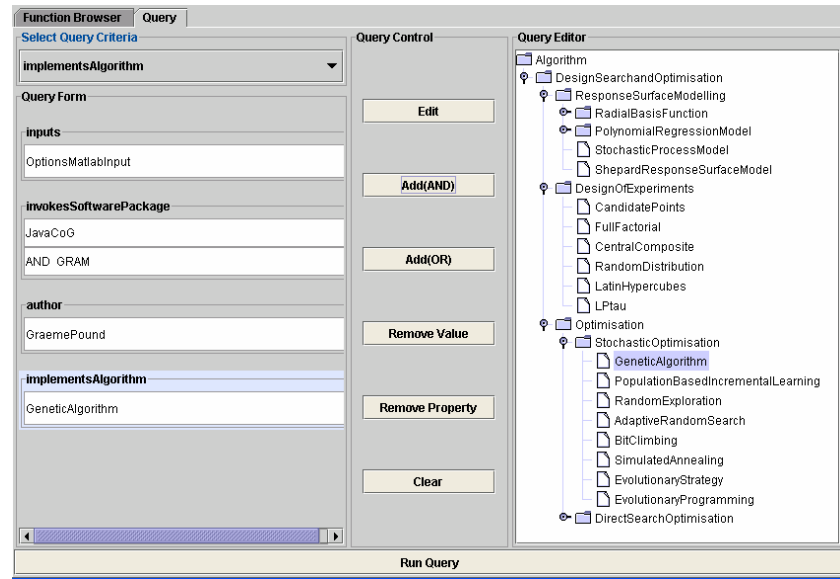 Function Browser
Query
Select Query Criteria
implementsAlgorithm
Query Form
inputs
OptionsMatlabInput
invokesSoftwarePackage
JavaCoG
AND GRAM
author
GraemePound
implementsAlgorithm
GeneticAlgorithm
Query Control
Edit
Add(AND)
Add(OR)
Remove Value
Remove Property
Clear
Query Editor
Algorithm
DesignSearchandOptimisation
ResponseSurfaceModelling
RadialBasisFunction
PolynomialRegressionModel
StochasticProcessModel
ShepardResponseSurfaceModel
DesignOfExperiments
CandidatePoints
FullFactorial
CentralComposite
RandomDistribution
LatinHypercubes
LPtau
Optimisation
StochasticOptimisation
GeneticAlgorithm
PopulationBasedIncrementalLearning
RandomExploration
AdaptiveRandomSearch
BitClimbing
SimulatedAnnealing
EvolutionaryStrategy
EvolutionaryProgramming
DirectSearchOptimisation
Run Query